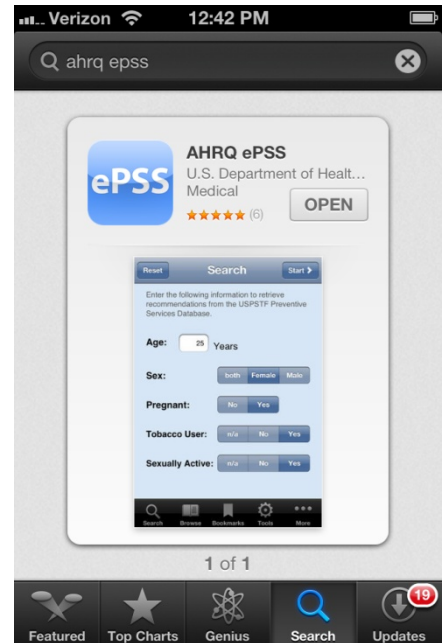 Verizon 12:42 PM
ahrq epss
ePSS
AHRQ ePSS
U.S. Department of Healt...
Medical
(6)
OPEN
Reset Search Start
Enter the following information to retrieve
recommendations from the USPSTF Preventive
Services Database.
Age: 25 Years
Sex: both Female Male
Pregnant: No Yes
Tobacco User: n/a No Yes
Sexually Active: n/a No Yes
Search Browse Bookmarks Tools More
1 of 1
19
Featured Top Charts Genius Search Updates